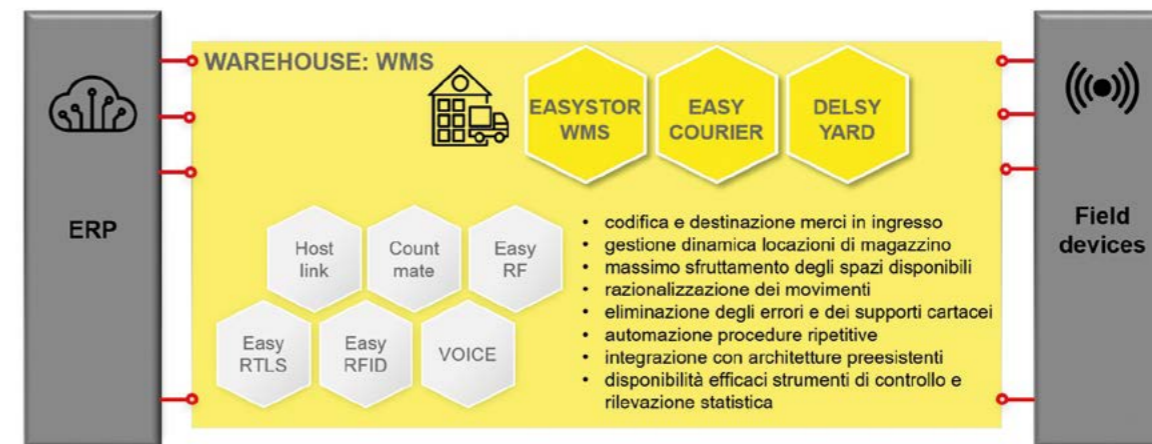 ERP
WAREHOUSE: WMS
EASYSTOR
WMS
EASY
COURIER
DELSY
YARD
Host
link
Count
mate
Easy
RF
Easy
RTLS
Easy
RFID
VOICE
• codifica e destinazione merci in ingresso
• gestione dinamica locazioni di magazzino
• massimo sfruttamento degli spazi disponibili
• razionalizzazione dei movimenti
• eliminazione degli errori e dei supporti cartacei
• automazione procedure ripetitive
• integrazione con architetture preesistenti
• disponibilità efficaci strumenti di controllo e
rilevazione statistica
Field
devices